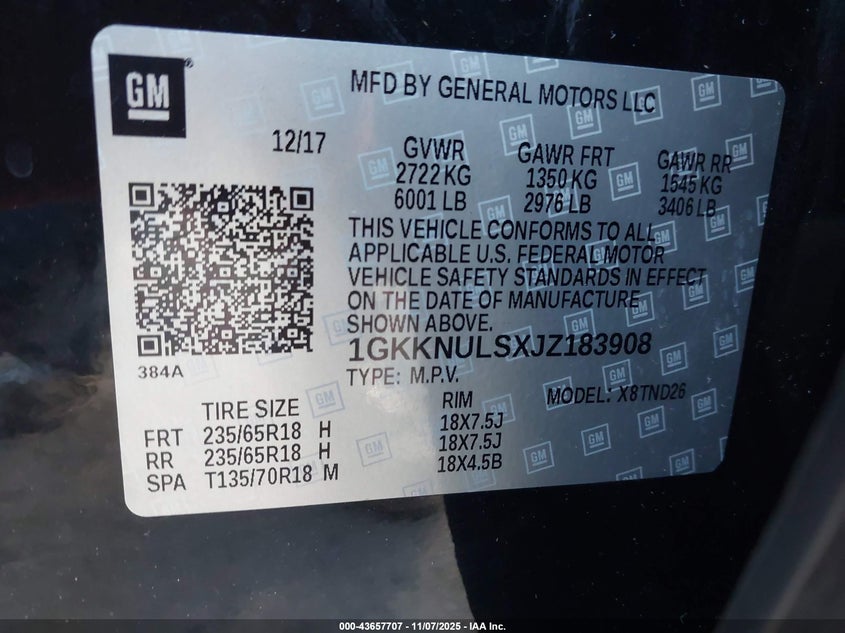 GM
MFD BY GENERAL MOTORS LLC
12/17
GVWR GAWR FRT GAWR RR
2722 KG 1350 KG 1545 KG
6001 LB 2976 LB 3406 LB
THIS VEHICLE CONFORMS TO ALL
APPLICABLE U.S. FEDERAL MOTOR
VEHICLE SAFETY STANDARDS IN EFFECT
ON THE DATE OF MANUFACTURE
SHOWN ABOVE.
1GKKNULSXJZ183908
384A
TYPE: M.P.V. MODEL: X8TND26
TIRE SIZE RIM
FRT 235/65R18 H 18X7.5J
RR 235/65R18 H 18X7.5J
SPA T135/70R18 M 18X4.5B
000-43657707 - 11/07/2025 - IAA Inc.